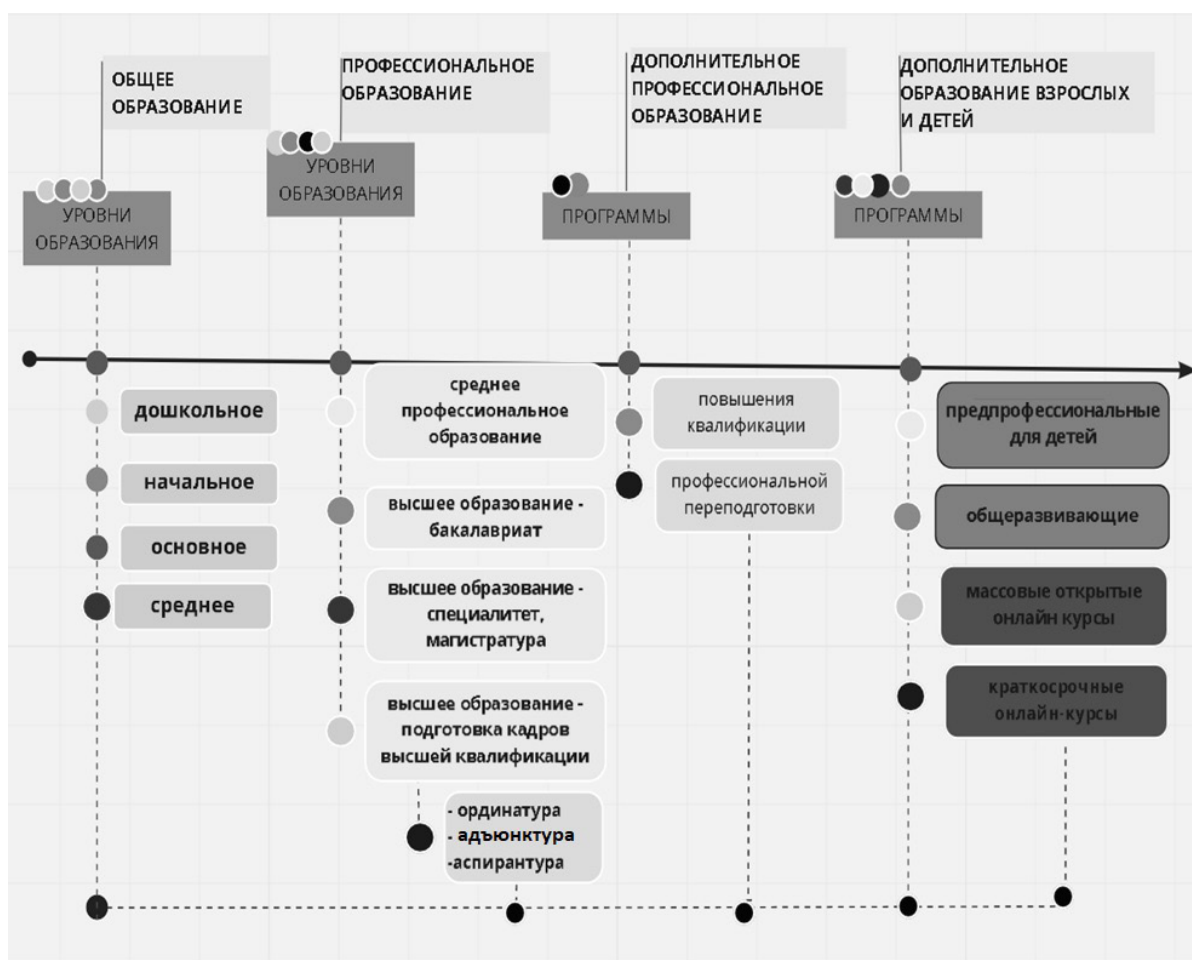 ОБЩЕЕ
ОБРАЗОВАНИЕ
УРОВНИ
ОБРАЗОВАНИЯ
дошкольное
начальное
основное
среднее
ПРОФЕССИОНАЛЬНОЕ
ОБРАЗОВАНИЕ
УРОВНИ
ОБРАЗОВАНИЯ
среднее
профессиональное
образование
высшее образование -
бакалавриат
высшее образование -
специалитет,
магистратура
высшее образование -
подготовка кадров
высшей квалификации
- ординатура
- адъюнктура
-аспирантура
ДОПОЛНИТЕЛЬНОЕ
ПРОФЕССИОНАЛЬНОЕ
ОБРАЗОВАНИЕ
ПРОГРАММЫ
повышения
квалификации
профессиональной
переподготовки
ДОПОЛНИТЕЛЬНОЕ
ОБРАЗОВАНИЕ ВЗРОСЛЫХ
И ДЕТЕЙ
ПРОГРАММЫ
предпрофессиональные
для детей
общеразвивающие
массовые открытые
онлайн курсы
краткосрочные
онлайн-курсы